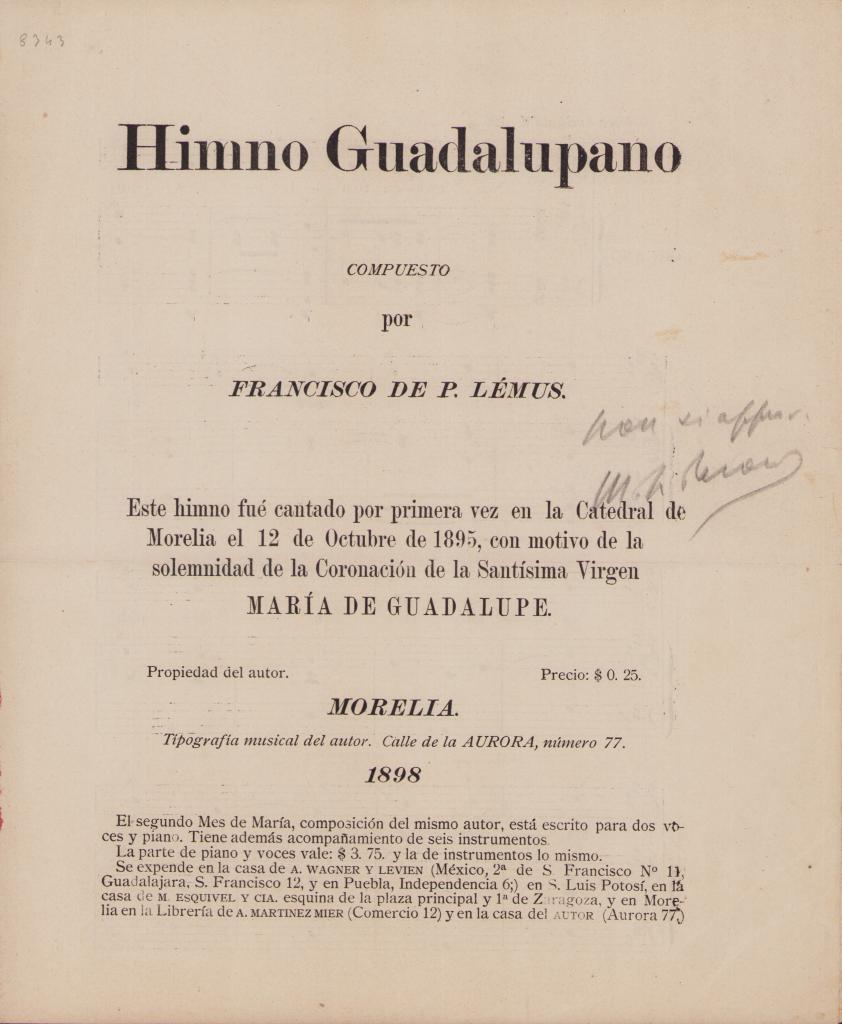 8343
Himno Guadalupano
COMPUESTO
por
FRANCISCO DE P. LÉMUS.
non si
Este himno fué cantado por primera vez en la Catedral de
Morelia el 12 de Octubre de 1895, con motivo de la
solemnidad de la Coronación de la Santísima Virgen
MARÍA DE GUADALUPE.
Propiedad del autor. Precio: $ 0. 25.
MORELIA.
Tipografía musical del autor. Calle de la AURORA, número 77.
1898
El segundo Mes de María, composición del mismo autor, está escrito para dos vo-
ces y piano. Tiene además acompañamiento de seis instrumentos.
La parte de piano y voces vale: $ 3. 75. y la de instrumentos lo mismo.
Se expende en la casa de A. WAGNER Y LEVIEN (México, 2ª de S. Francisco Nº 11,
Guadalajara, S. Francisco 12, y en Puebla, Independencia 6;) en S. Luis Potosí, en la
casa de M. ESQUIVEL Y CIA. esquina de la plaza principal y 1ª de Zaragoza, y en More-
lia en la Librería de A. MARTINEZ MIER (Comercio 12) y en la casa del AUTOR (Aurora 77.)